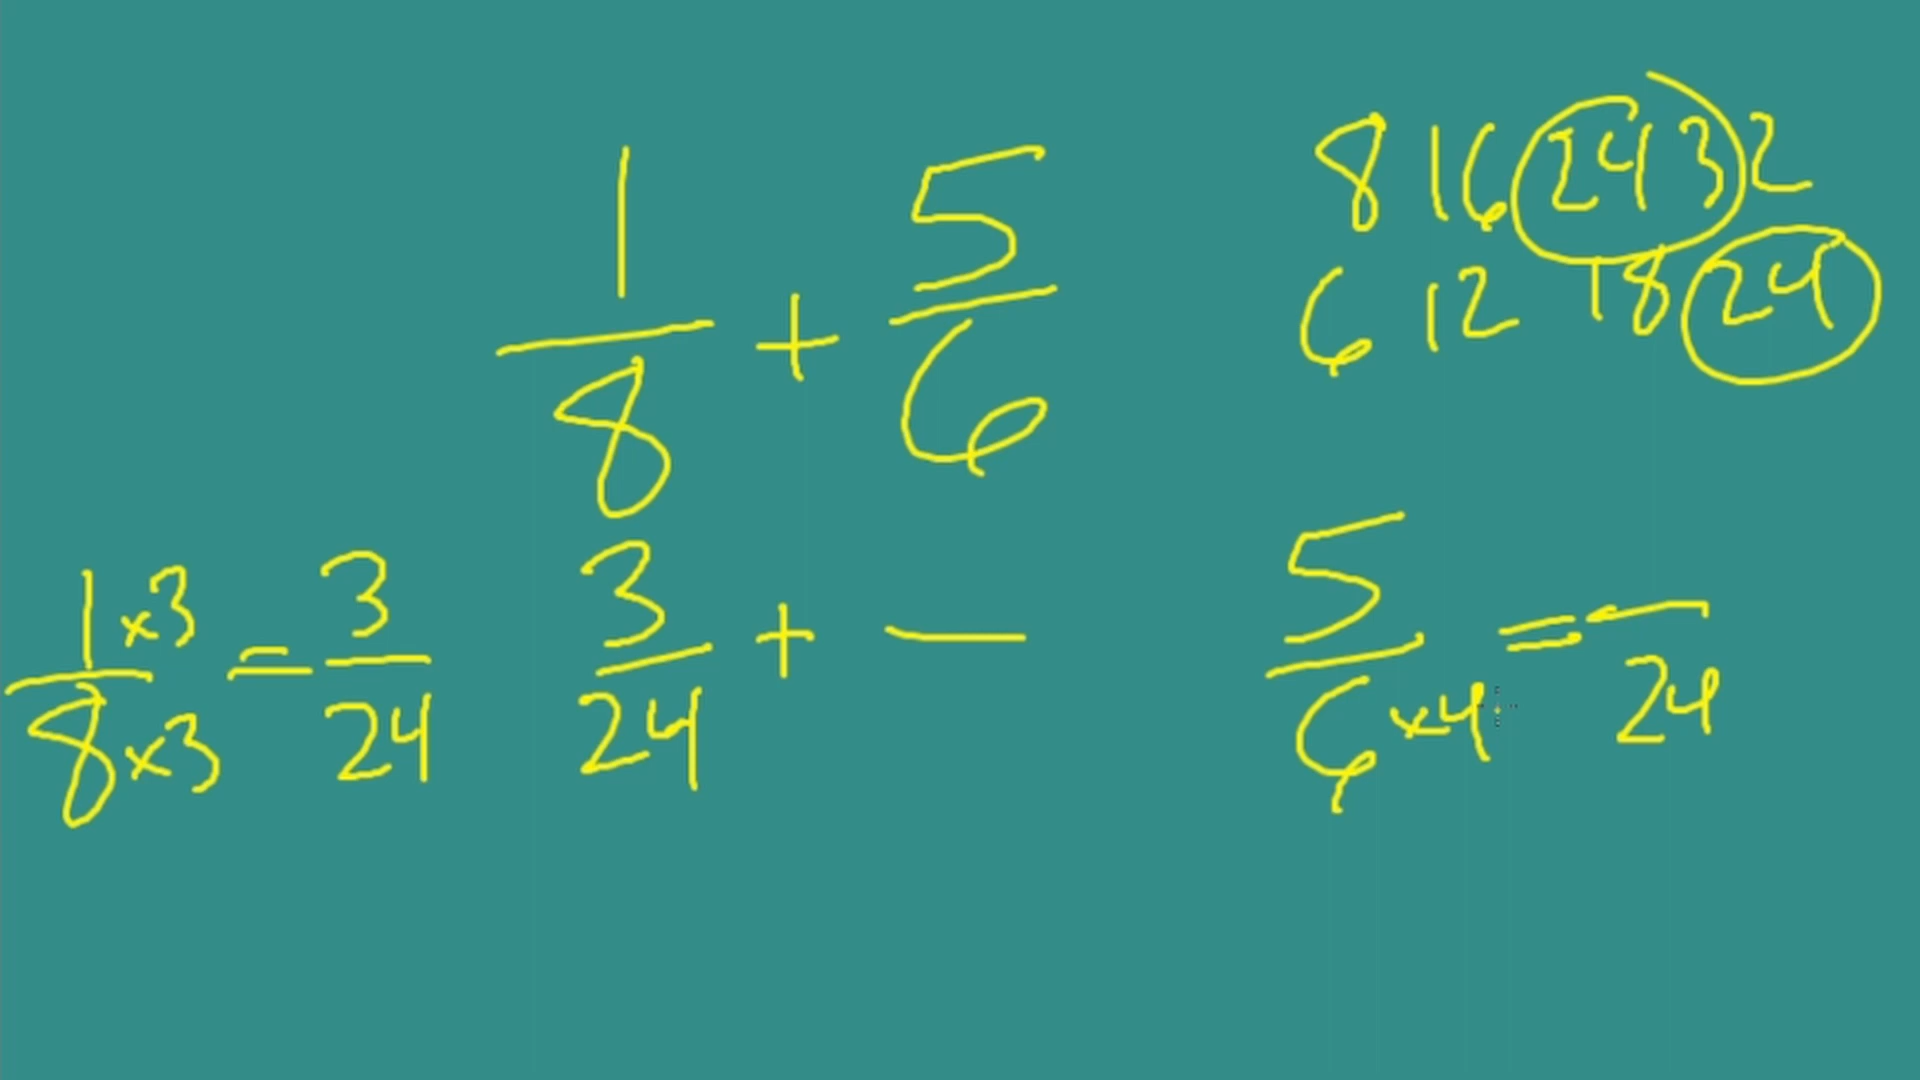 1/8 + 5/6
8 16 24 32
6 12 18 24
1×3/8×3 = 3/24
3/24 + —
5/6×4 = —/24